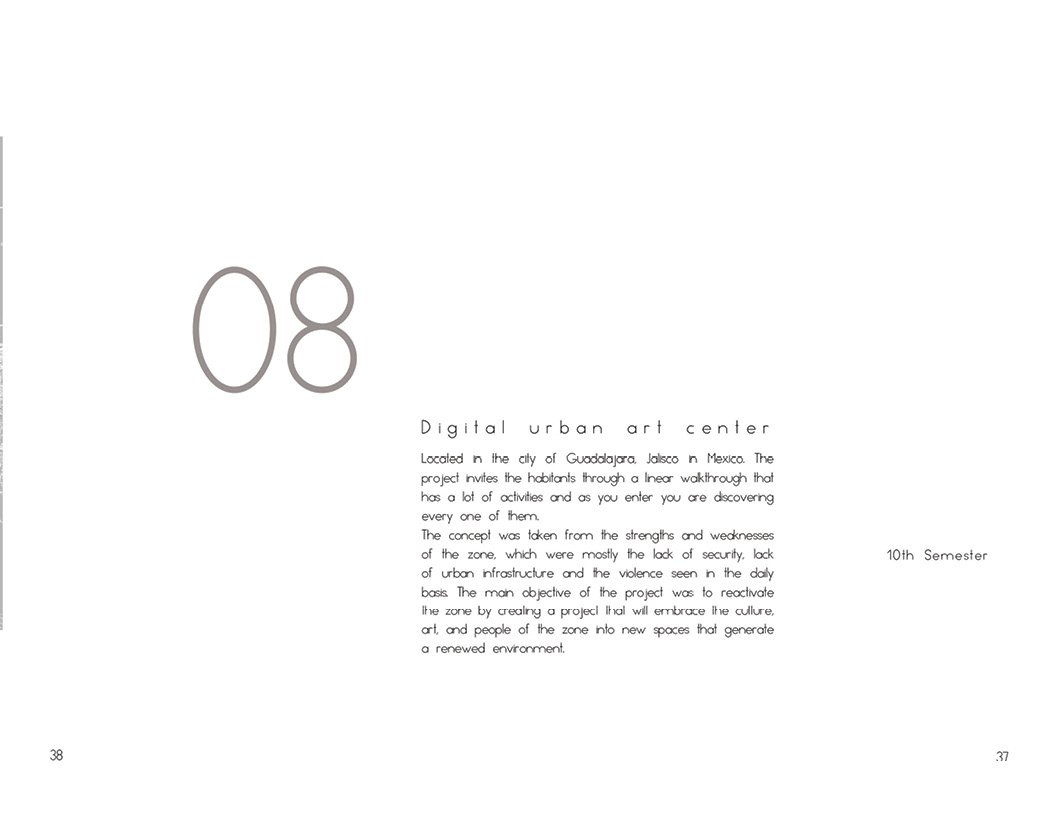 08
Digital urban art center
Located in the city of Guadalajara, Jalisco in Mexico. The
project invites the habitants through a linear walkthrough that
has a lot of activities and as you enter you are discovering
every one of them.
The concept was taken from the strengths and weaknesses
of the zone, which were mostly the lack of security, lack
of urban infrastructure and the violence seen in the daily
basis. The main objective of the project was to reactivate
the zone by creating a project that will embrace the culture,
art, and people of the zone into new spaces that generate
a renewed environment.
10th Semester
38
37